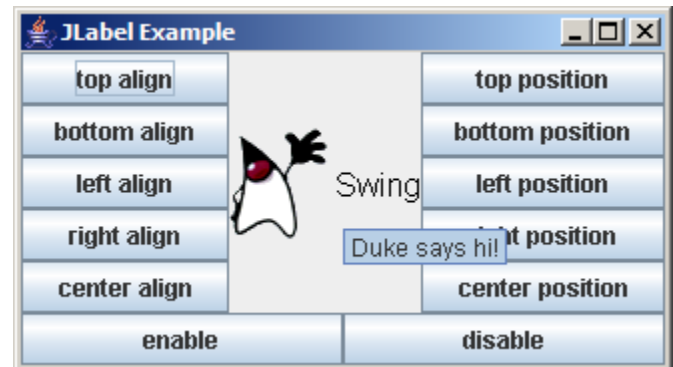 JLabel Example
top align
top position
bottom align
bottom position
left align
Swing
left position
right align
Duke says hi!
position
center align
center position
enable
disable